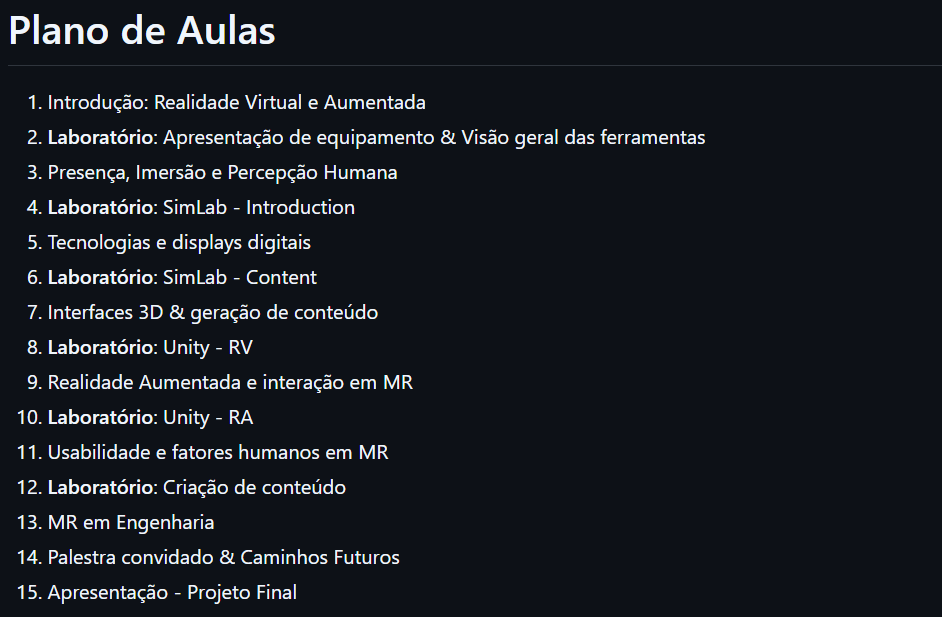 Plano de Aulas
1. Introdução: Realidade Virtual e Aumentada
2. Laboratório: Apresentação de equipamento & Visão geral das ferramentas
3. Presença, Imersão e Percepção Humana
4. Laboratório: SimLab - Introduction
5. Tecnologias e displays digitais
6. Laboratório: SimLab - Content
7. Interfaces 3D & geração de conteúdo
8. Laboratório: Unity - RV
9. Realidade Aumentada e interação em MR
10. Laboratório: Unity - RA
11. Usabilidade e fatores humanos em MR
12. Laboratório: Criação de conteúdo
13. MR em Engenharia
14. Palestra convidado & Caminhos Futuros
15. Apresentação - Projeto Final